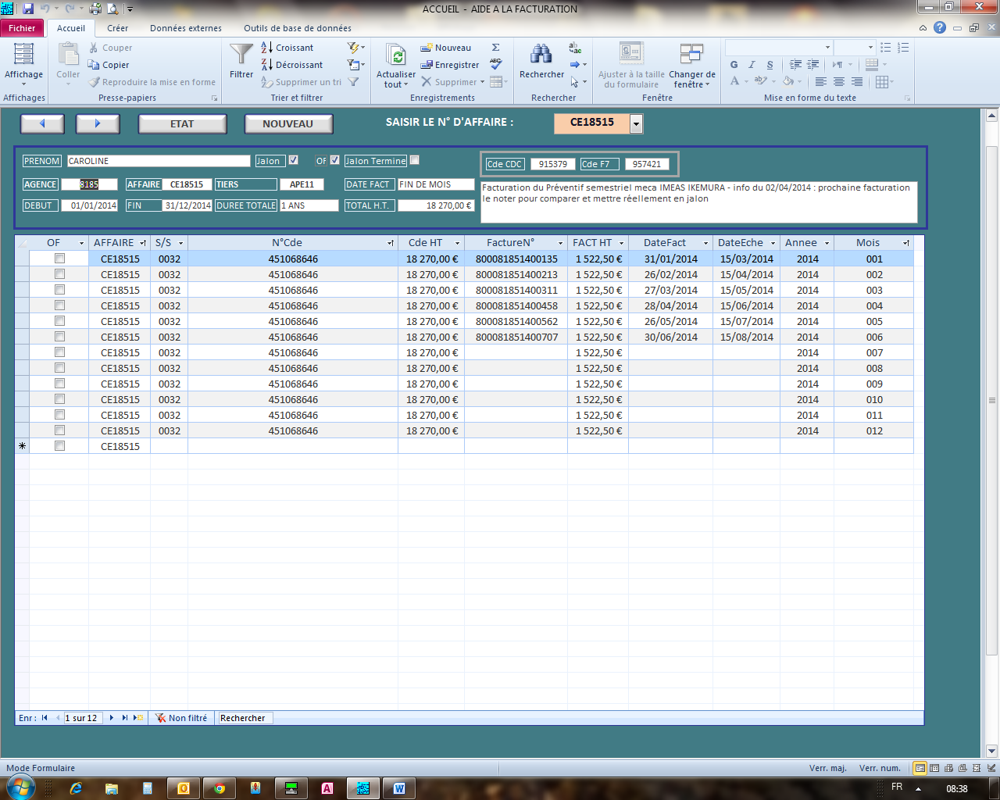 ACCUEIL - AIDE A LA FACTURATION
Fichier Accueil Créer Données externes Outils de base de données
Affichage
Affichages
Coller
Couper
Copier
Reproduire la mise en forme
Presse-papiers
Filtrer
Croissant
Décroissant
Supprimer un tri
Trier et filtrer
Actualiser tout
Nouveau
Enregistrer
Supprimer
Enregistrements
Rechercher
Rechercher
Ajuster à la taille du formulaire
Changer de fenêtre
Fenêtre
G I S
Mise en forme du texte
ETAT NOUVEAU SAISIR LE N° D'AFFAIRE : CE18515
PRENOM CAROLINE Jalon OF Jalon Termine Cde CDC 915379 Cde F7 957421
AGENCE 8185 AFFAIRE CE18515 TIERS APE11 DATE FACT FIN DE MOIS
DEBUT 01/01/2014 FIN 31/12/2014 DUREE TOTALE 1 ANS TOTAL H.T. 18 270,00 €
Facturation du Préventif semestriel meca IMEAS IKEMURA - info du 02/04/2014 : prochaine facturation
le noter pour comparer et mettre réellement en jalon
OF AFFAIRE S/S N°Cde Cde HT FactureN° FACT HT DateFact DateEche Annee Mois
CE18515 0032 451068646 18 270,00 € 800081851400135 1 522,50 € 31/01/2014 15/03/2014 2014 001
CE18515 0032 451068646 18 270,00 € 800081851400213 1 522,50 € 26/02/2014 15/04/2014 2014 002
CE18515 0032 451068646 18 270,00 € 800081851400311 1 522,50 € 27/03/2014 15/05/2014 2014 003
CE18515 0032 451068646 18 270,00 € 800081851400458 1 522,50 € 28/04/2014 15/06/2014 2014 004
CE18515 0032 451068646 18 270,00 € 800081851400562 1 522,50 € 26/05/2014 15/07/2014 2014 005
CE18515 0032 451068646 18 270,00 € 800081851400707 1 522,50 € 30/06/2014 15/08/2014 2014 006
CE18515 0032 451068646 18 270,00 € 1 522,50 € 2014 007
CE18515 0032 451068646 18 270,00 € 1 522,50 € 2014 008
CE18515 0032 451068646 18 270,00 € 1 522,50 € 2014 009
CE18515 0032 451068646 18 270,00 € 1 522,50 € 2014 010
CE18515 0032 451068646 18 270,00 € 1 522,50 € 2014 011
CE18515 0032 451068646 18 270,00 € 1 522,50 € 2014 012
CE18515
Enr : 1 sur 12 Non filtré Rechercher
Mode Formulaire Verr. maj. Verr. num.
FR 08:38